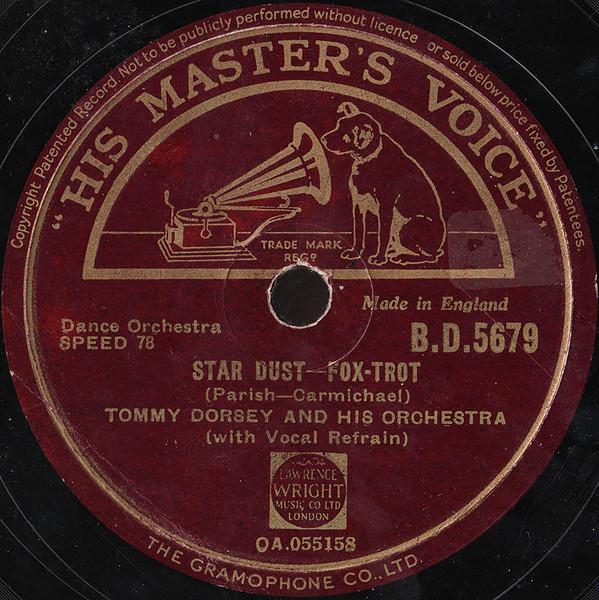 Copyright Patented Record. Not to be publicly performed without licence or sold below price fixed by Patentees.
"HIS MASTER'S VOICE"
TRADE MARK
REGD
Made in England
Dance Orchestra
SPEED 78
B.D.5679
STAR DUST—FOX-TROT
(Parish—Carmichael)
TOMMY DORSEY AND HIS ORCHESTRA
(with Vocal Refrain)
LAWRENCE
WRIGHT
MUSIC CO LTD
LONDON
OA.055158
THE GRAMOPHONE CO., LTD.